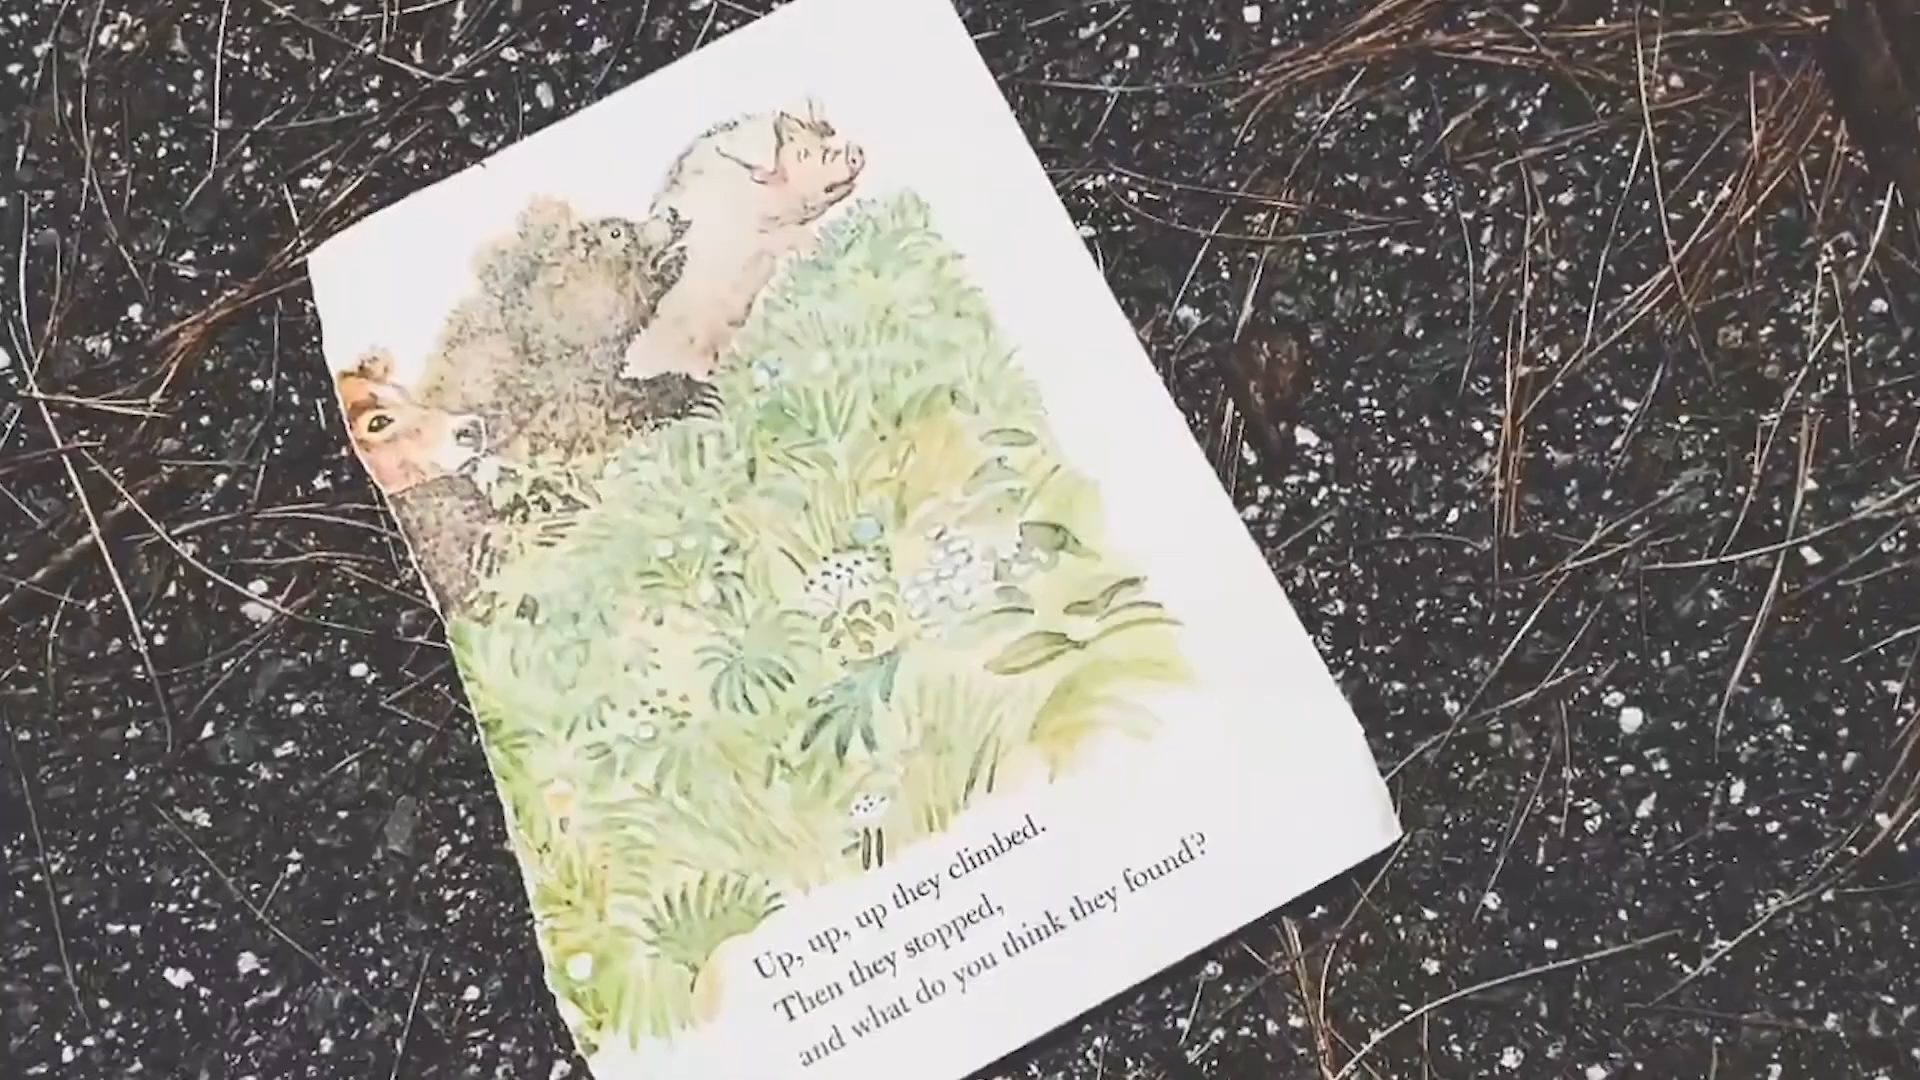 Up, up, up they climbed.
Then they stopped,
and what do you think they found?